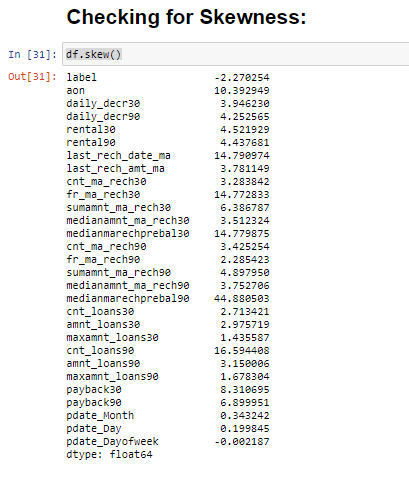 Checking for Skewness:
In [31]: df.skew()
Out[31]: label -2.270254
aon 10.392949
daily_decr30 3.946230
daily_decr90 4.252565
rental30 4.521929
rental90 4.437681
last_rech_date_ma 14.790974
last_rech_amt_ma 3.781149
cnt_ma_rech30 3.283842
fr_ma_rech30 14.772833
sumamnt_ma_rech30 6.386787
medianamnt_ma_rech30 3.512324
medianmarechprebal30 14.779875
cnt_ma_rech90 3.425254
fr_ma_rech90 2.285423
sumamnt_ma_rech90 4.897950
medianamnt_ma_rech90 3.752706
medianmarechprebal90 44.880503
cnt_loans30 2.713421
amnt_loans30 2.975719
maxamnt_loans30 1.435587
cnt_loans90 16.594408
amnt_loans90 3.150006
maxamnt_loans90 1.678304
payback30 8.310695
payback90 6.899951
pdate_Month 0.343242
pdate_Day 0.199845
pdate_Dayofweek -0.002187
dtype: float64